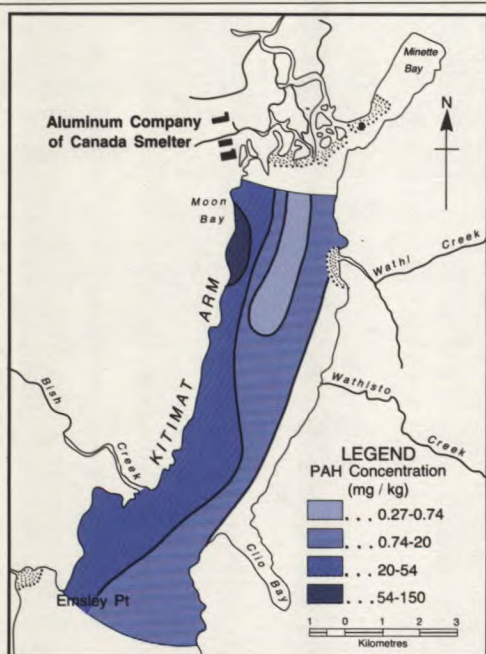 Minette
Bay
Aluminum Company
of Canada Smelter
N
Moon
Bay
Wathl Creek
KITIMAT ARM
Wathlsto Creek
Bish
Creek
LEGEND
PAH Concentration
(mg / kg)
. . . 0.27-0.74
. . . 0.74-20
. . . 20-54
. . . 54-150
Clio Bay
Emsley Pt
1 0 1 2 3
Kilometres